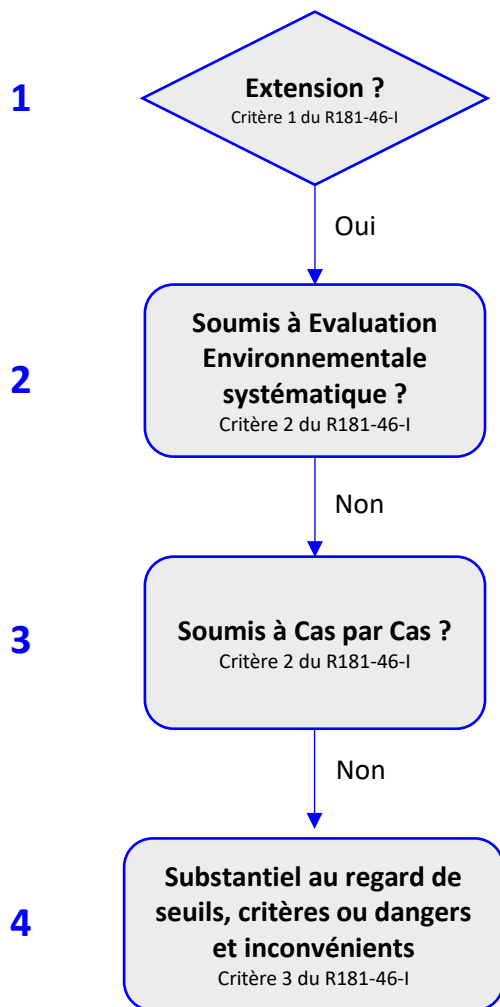 1
Extension ?
Critère 1 du R181-46-I
Oui
2
Soumis à Evaluation
Environnementale
systématique ?
Critère 2 du R181-46-I
Non
3
Soumis à Cas par Cas ?
Critère 2 du R181-46-I
Non
4
Substantiel au regard de
seuils, critères ou dangers
et inconvénients
Critère 3 du R181-46-I